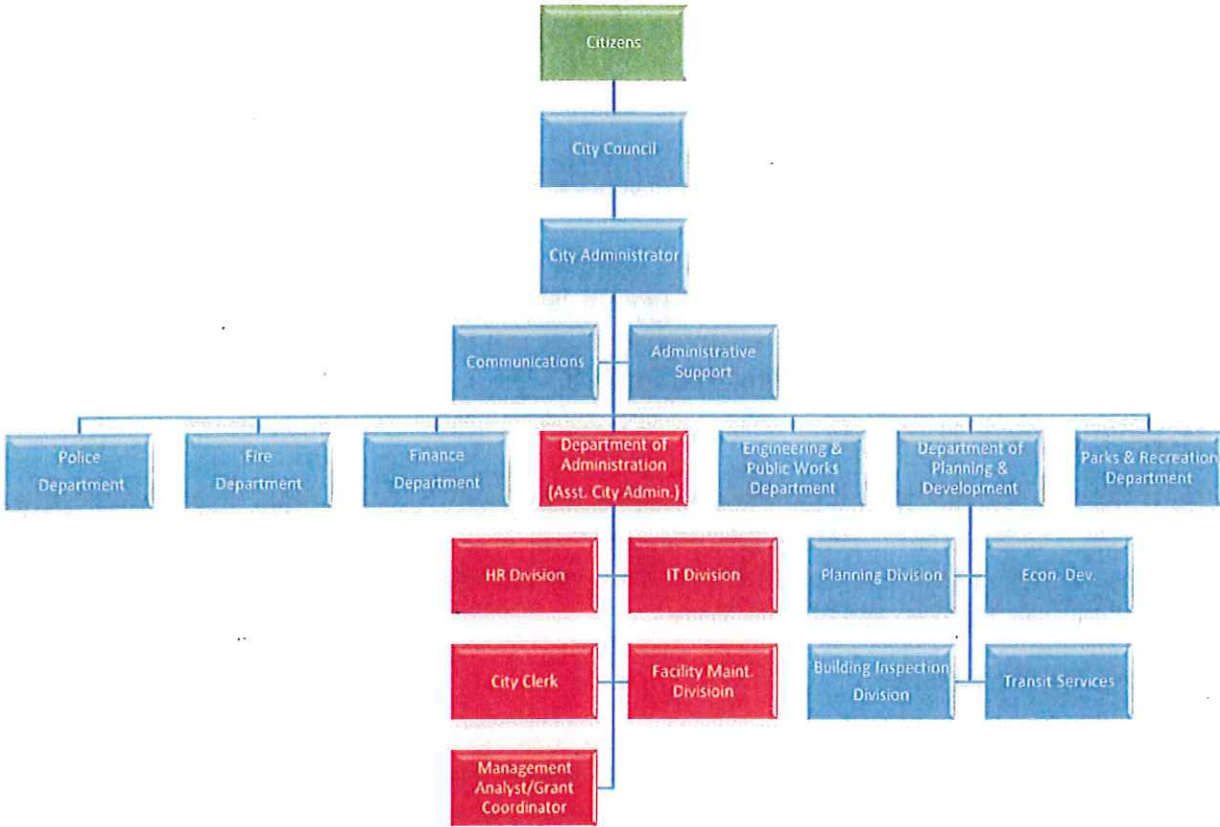 Citizens
City Council
City Administrator
Communications
Administrative
Support
Police
Department
Fire
Department
Finance
Department
Department of
Administration
(Asst. City Admin.)
Engineering &
Public Works
Department
Department of
Planning &
Development
Parks & Recreation
Department
HR Division
IT Division
Planning Division
Econ. Dev.
City Clerk
Facility Maint.
Divisioin
Building Inspection
Division
Transit Services
Management
Analyst/Grant
Coordinator